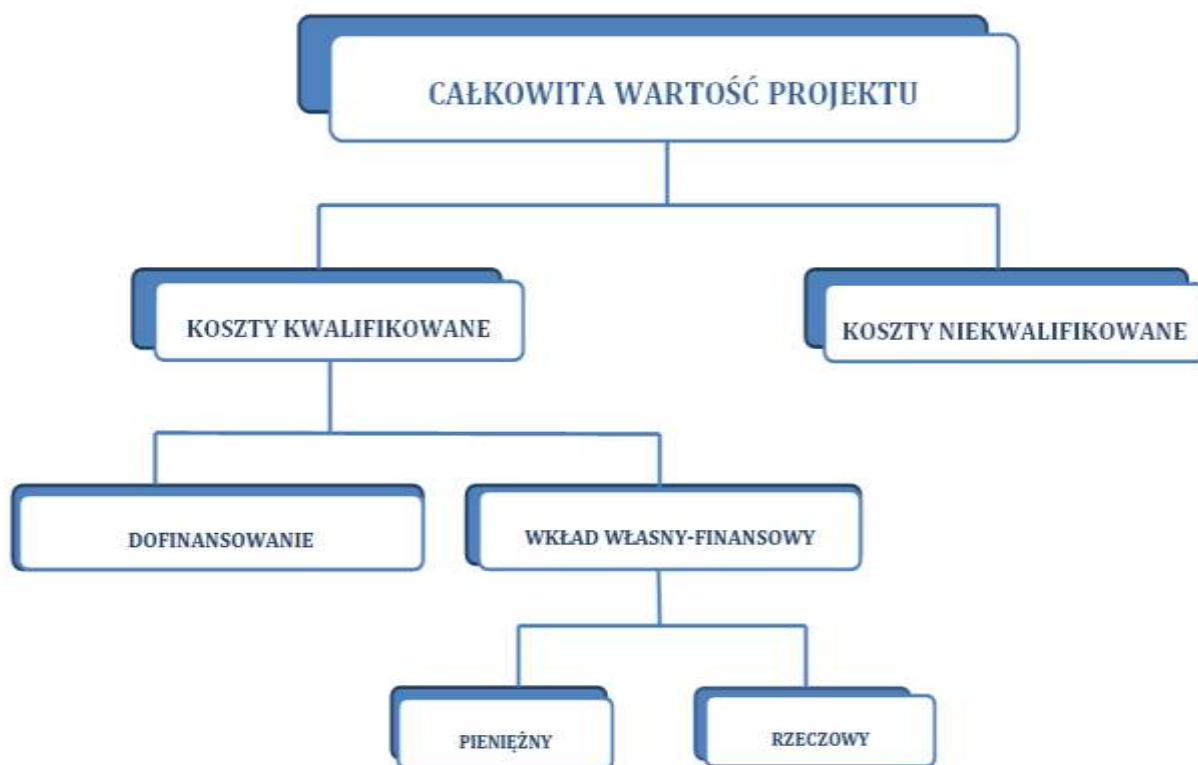 CAŁKOWITA WARTOŚĆ PROJEKTU
KOSZTY KWALIFIKOWANE
KOSZTY NIEKWALIFIKOWANE
DOFINANSOWANIE
WKŁAD WŁASNY-FINANSOWY
PIENIĘŻNY
RZECZOWY